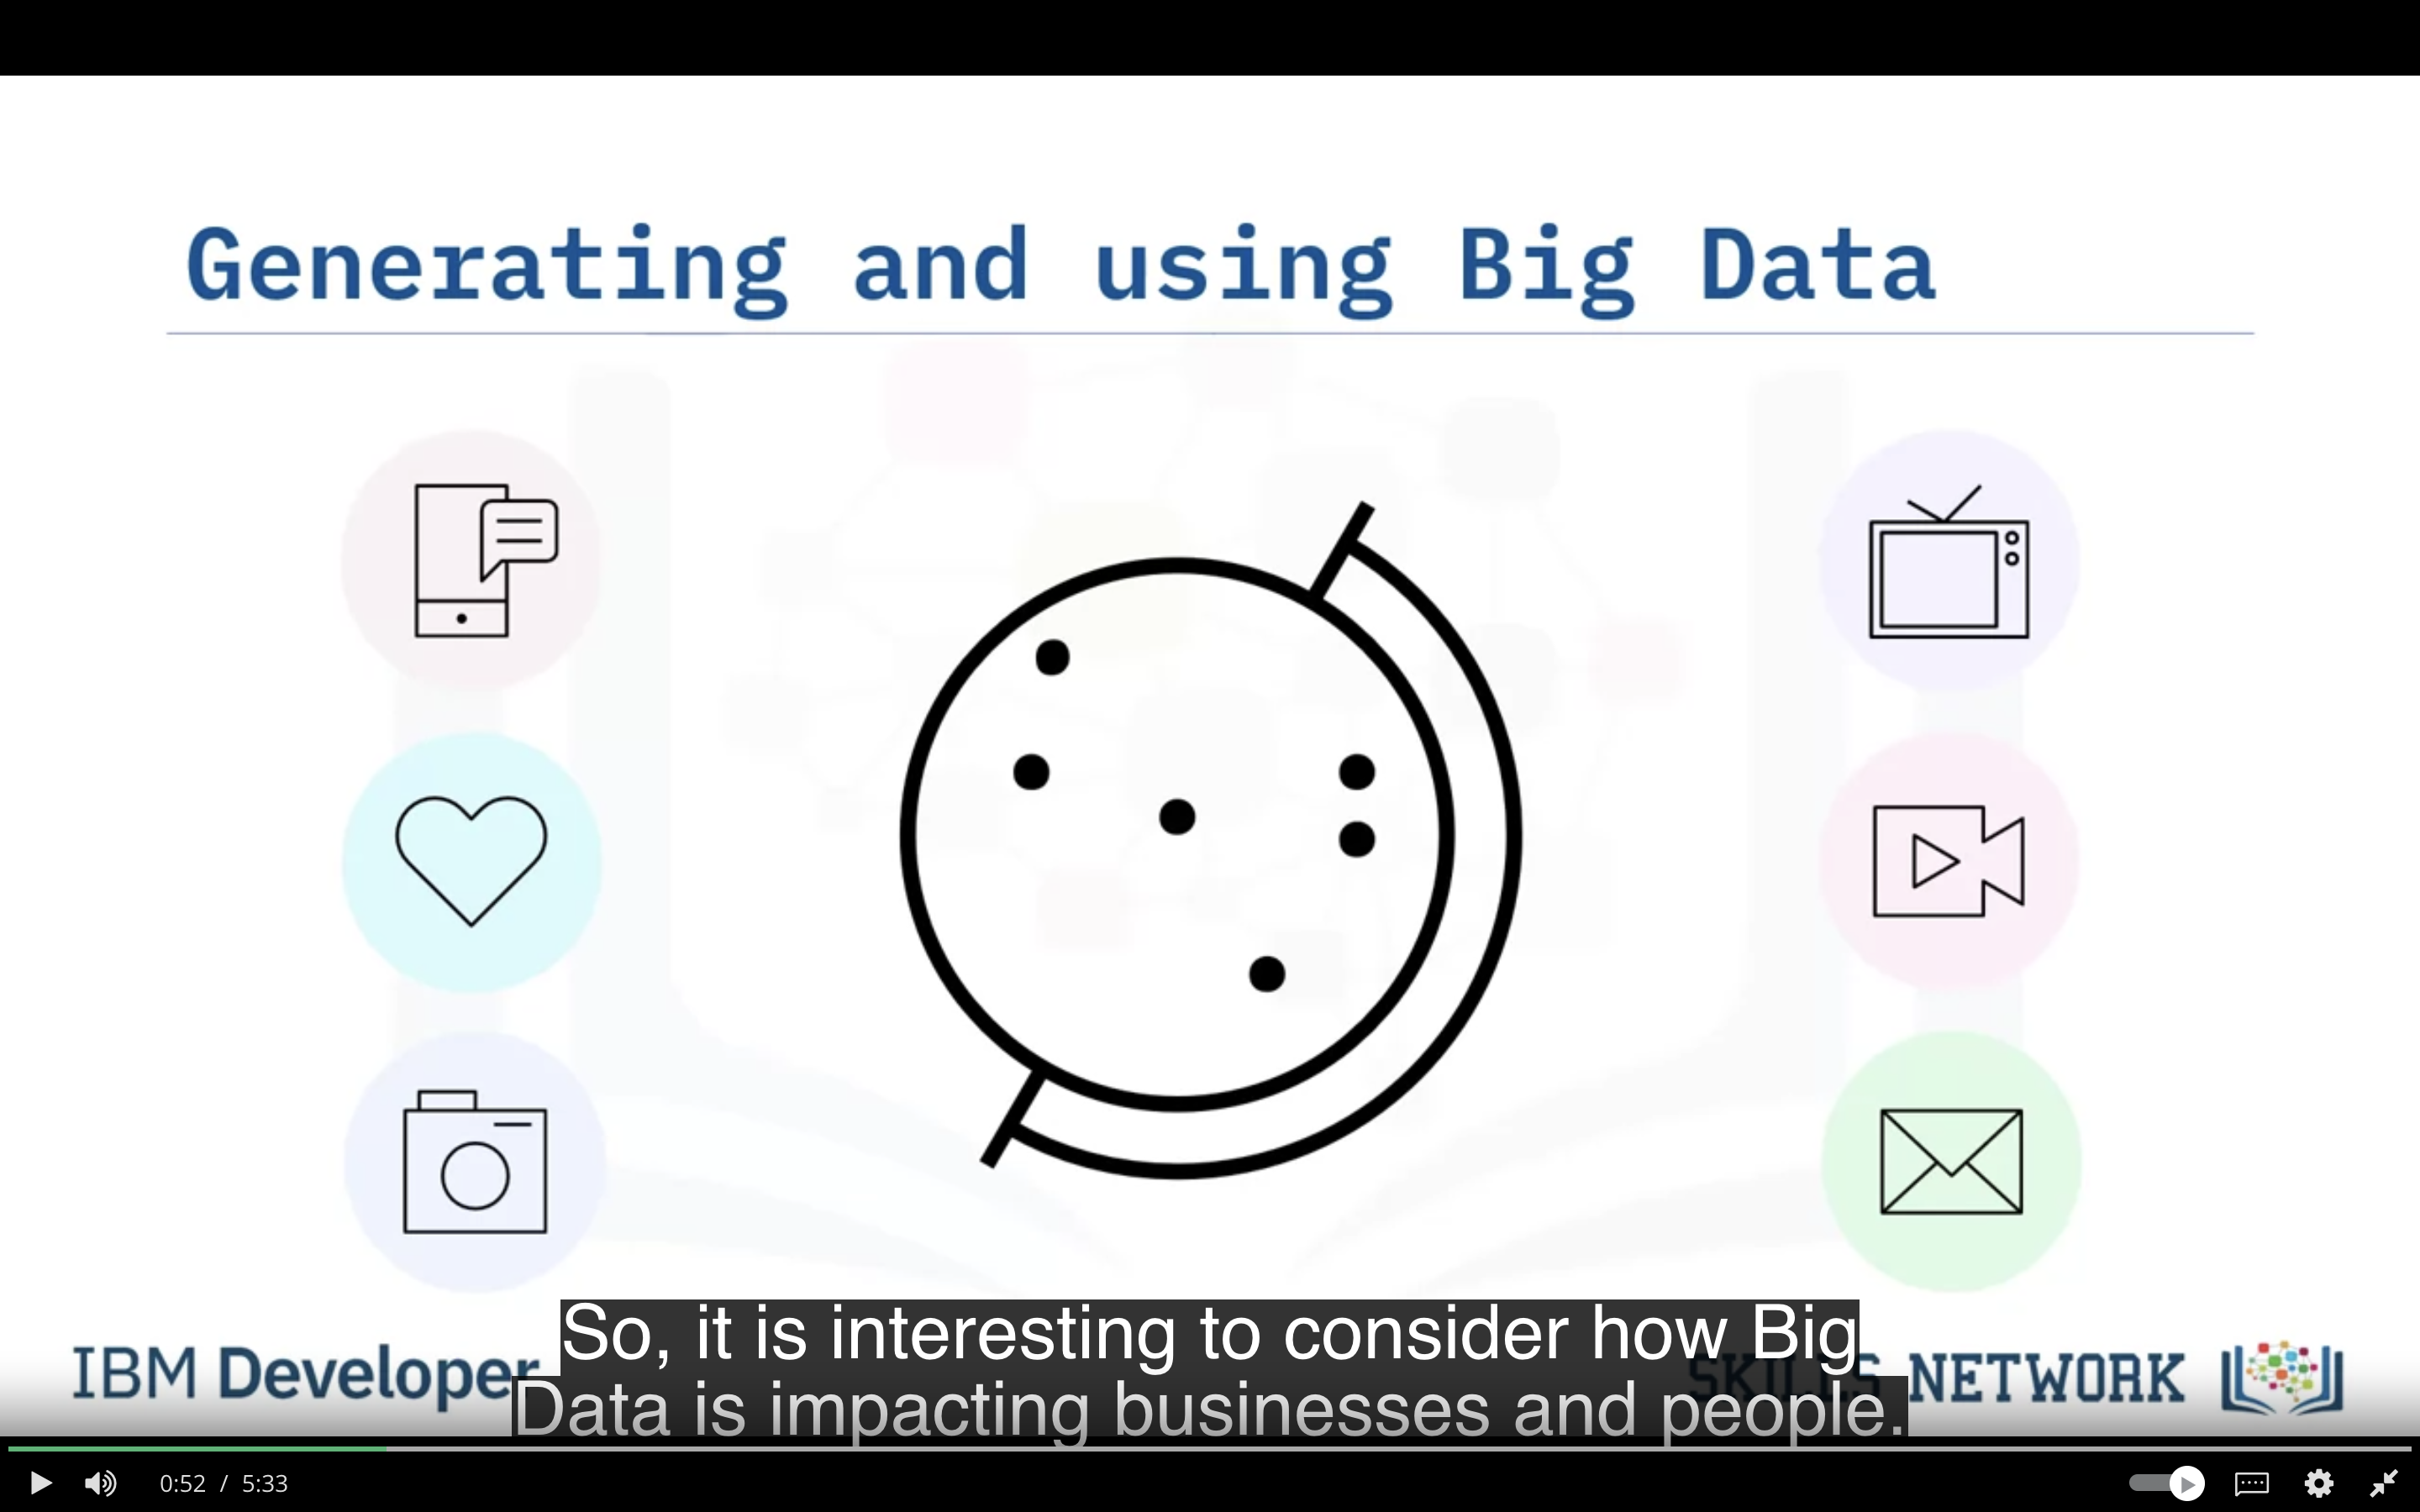 Generating and using Big Data
So, it is interesting to consider how Big
Data is impacting businesses and people.
IBM Developer
SKILLS NETWORK
0:52 / 5:33